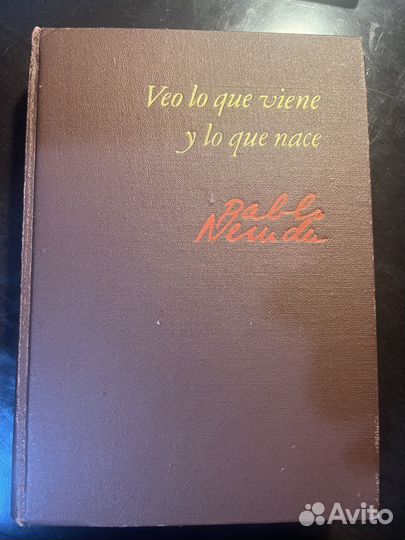 Veo lo que viene
y lo que nace
Pablo
Neruda
Avito